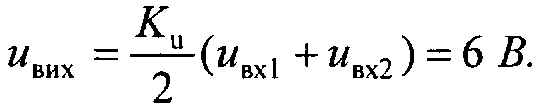 u_вих = K_u/2 (u_вх1 + u_вх2) = 6 В.